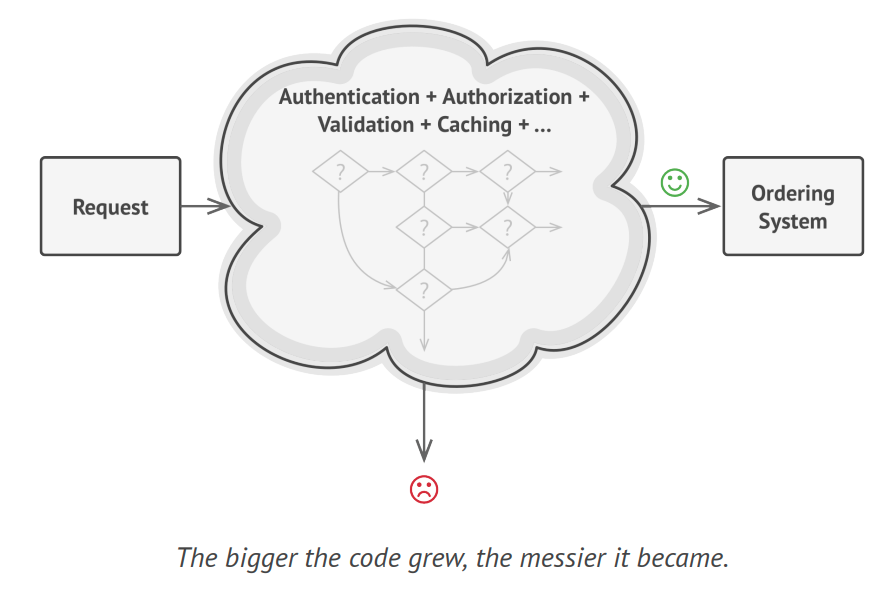 Authentication + Authorization +
Validation + Caching + ...
? ? ?
Request
Ordering
System
? ?
?
The bigger the code grew, the messier it became.